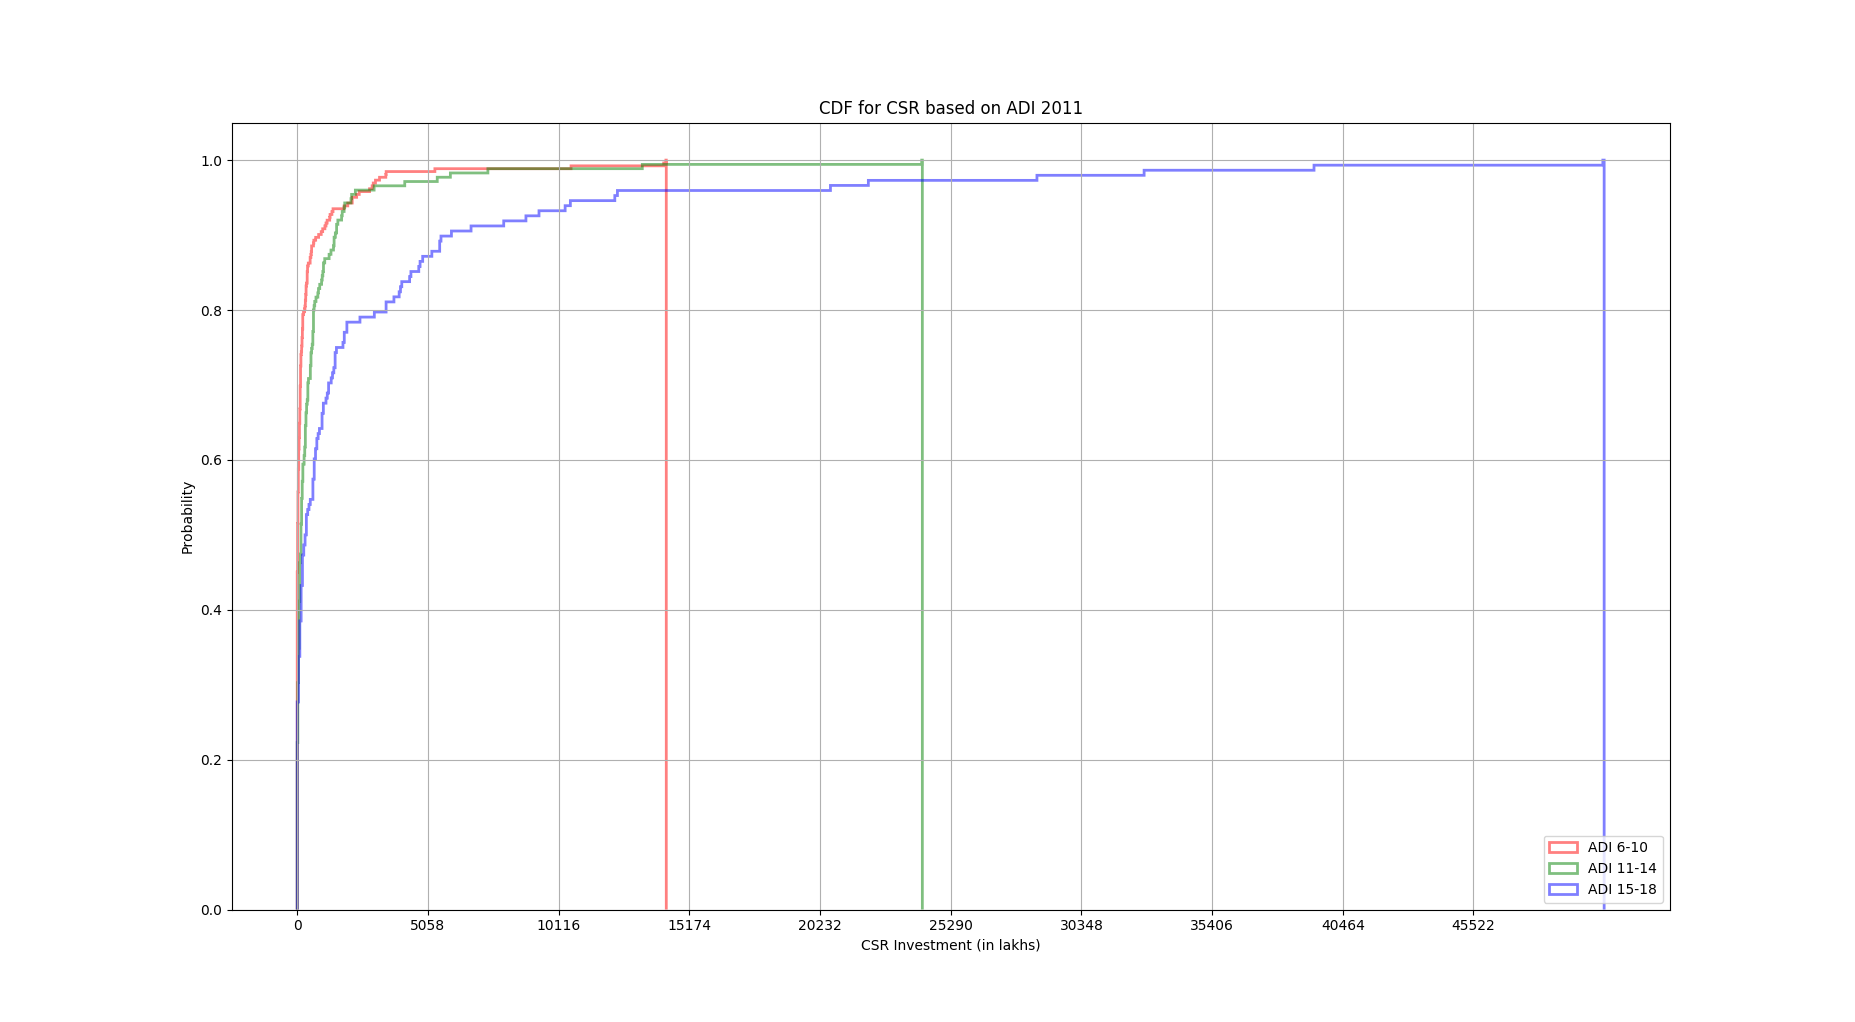 CDF for CSR based on ADI 2011
1.0
0.8
0.6
0.4
0.2
0.0
Probability
0 5058 10116 15174 20232 25290 30348 35406 40464 45522
CSR Investment (in lakhs)
ADI 6-10
ADI 11-14
ADI 15-18